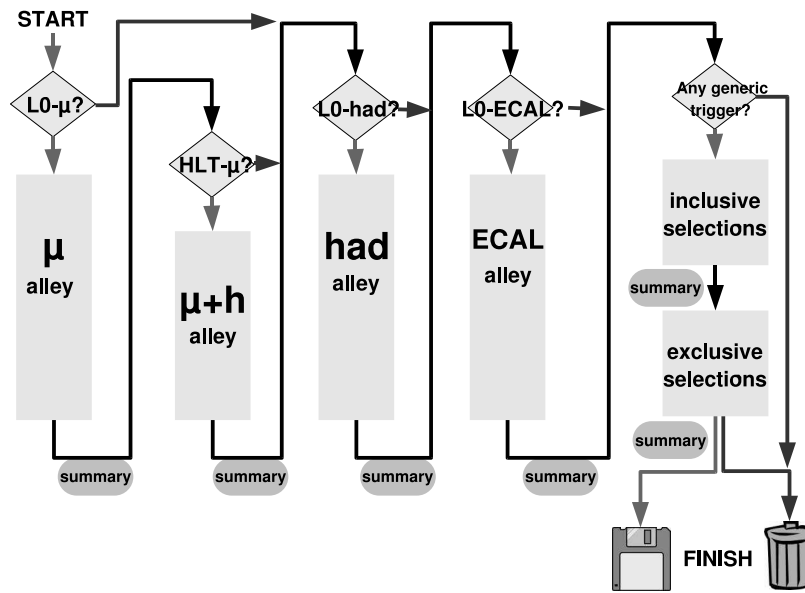 START
L0-μ?
μ
alley
summary
HLT-μ?
μ+h
alley
summary
L0-had?
had
alley
summary
L0-ECAL?
ECAL
alley
summary
Any generic
trigger?
inclusive
selections
summary
exclusive
selections
summary
FINISH